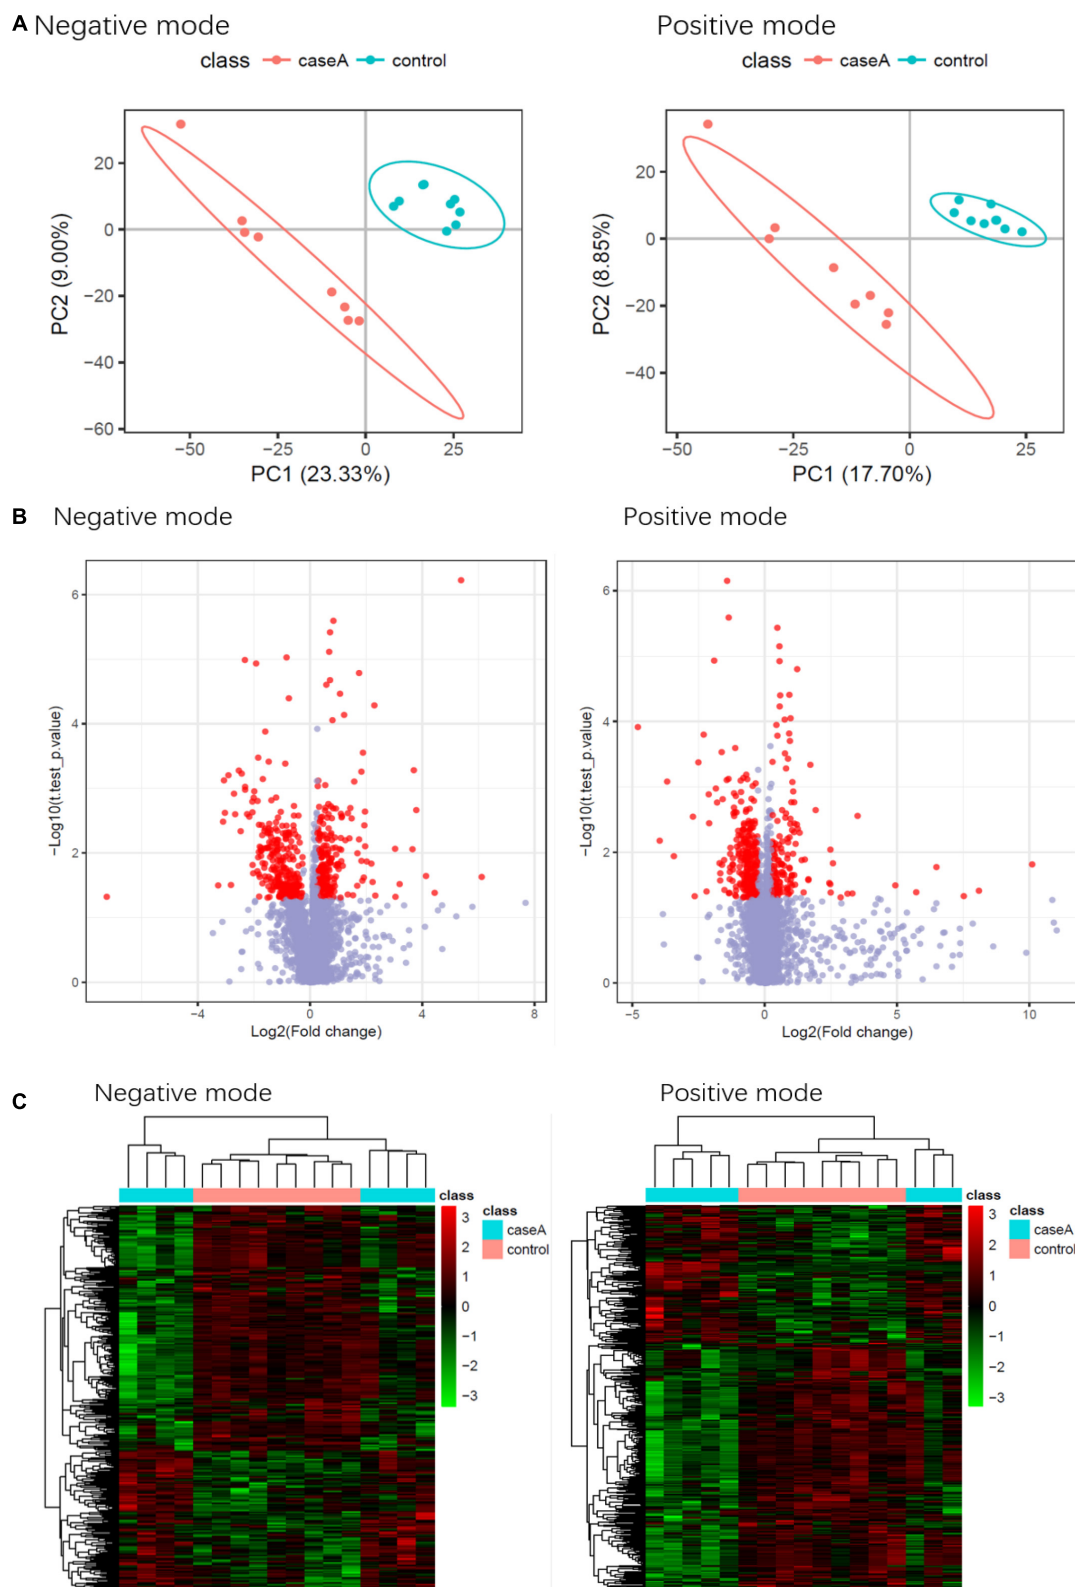 A Negative mode
Positive mode
class caseA control
class caseA control
20
0
−20
−40
−60
PC2 (9.00%)
−50 −25 0 25
PC1 (23.33%)
20
0
−20
−40
PC2 (8.85%)
−50 −25 0 25
PC1 (17.70%)
B Negative mode
Positive mode
6
4
2
0
−Log10(t.test_p.value)
−4 0 4 8
Log2(Fold change)
6
4
2
0
−Log10(t.test_p.value)
−5 0 5 10
Log2(Fold change)
C Negative mode
Positive mode
class
3
2
1
0
−1
−2
−3
class
caseA
control
class
3
2
1
0
−1
−2
−3
class
caseA
control